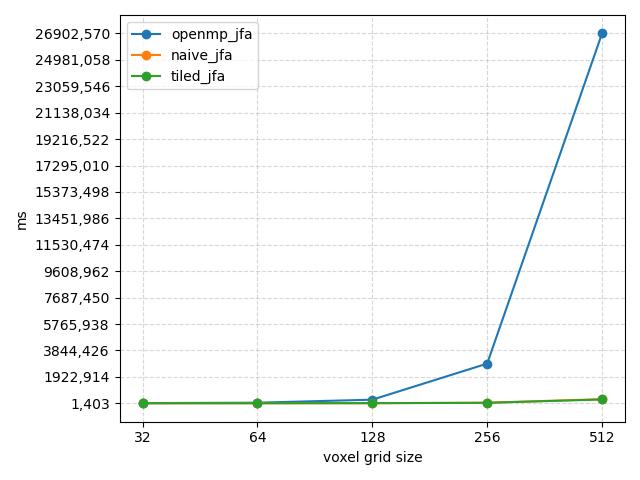 26902,570
24981,058
23059,546
21138,034
19216,522
17295,010
15373,498
13451,986
11530,474
9608,962
7687,450
5765,938
3844,426
1922,914
1,403
ms
openmp_jfa
naive_jfa
tiled_jfa
32 64 128 256 512
voxel grid size